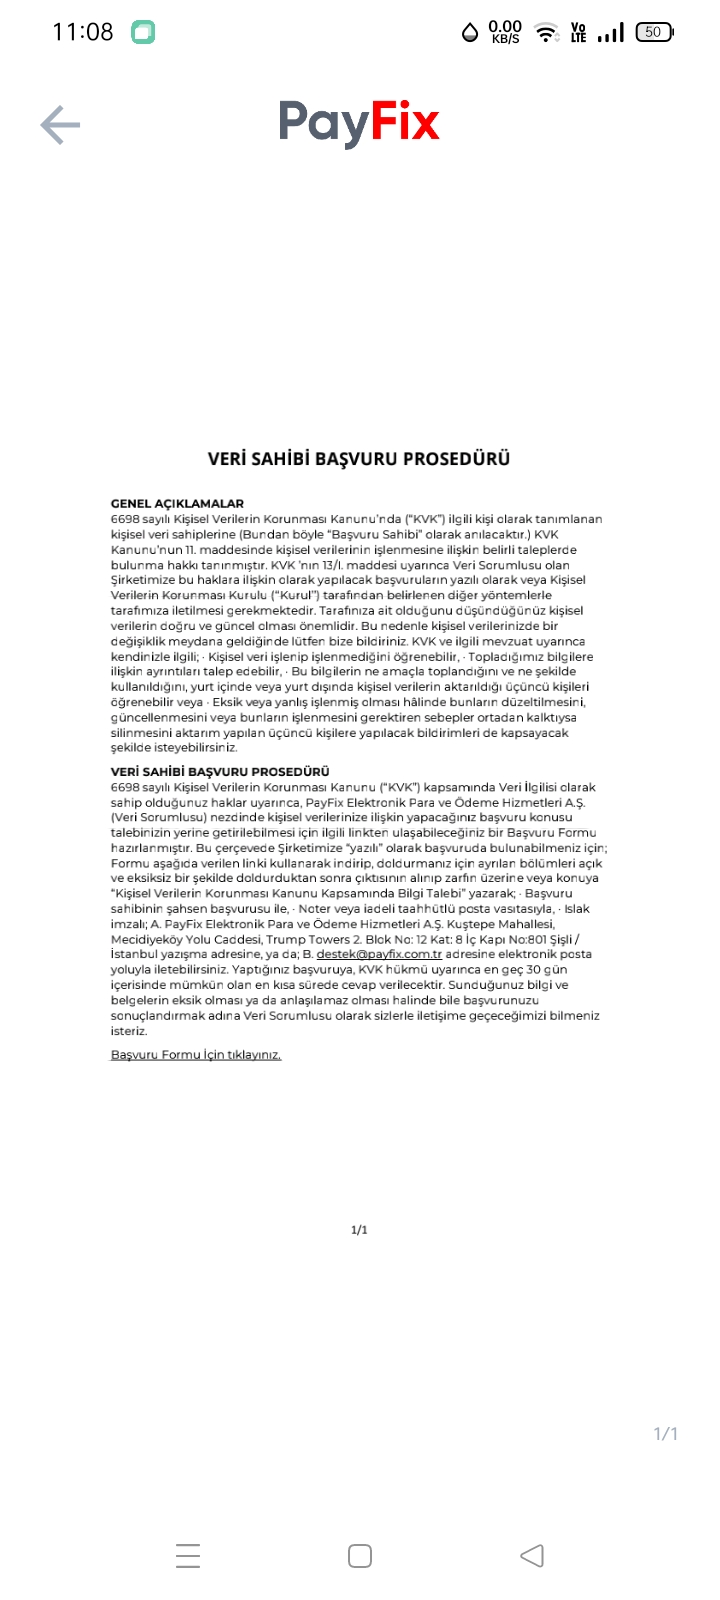 11:08
0.00
KB/S
Vo
LTE
50
PayFix
VERİ SAHİBİ BAŞVURU PROSEDÜRÜ
GENEL AÇIKLAMALAR
6698 sayılı Kişisel Verilerin Korunması Kanunu’nda (“KVK”) ilgili kişi olarak tanımlanan
kişisel veri sahiplerine (Bundan böyle “Başvuru Sahibi” olarak anılacaktır.) KVK
Kanunu’nun 11. maddesinde kişisel verilerinin işlenmesine ilişkin belirli taleplerde
bulunma hakkı tanınmıştır. KVK ’nın 13/I. maddesi uyarınca Veri Sorumlusu olan
Şirketimize bu haklara ilişkin olarak yapılacak başvuruların yazılı olarak veya Kişisel
Verilerin Korunması Kurulu (“Kurul”) tarafından belirlenen diğer yöntemlerle
tarafımıza iletilmesi gerekmektedir. Tarafınıza ait olduğunu düşündüğünüz kişisel
verilerin doğru ve güncel olması önemlidir. Bu nedenle kişisel verilerinizde bir
değişiklik meydana geldiğinde lütfen bize bildiriniz. KVK ve ilgili mevzuat uyarınca
kendinizle ilgili; · Kişisel veri işlenip işlenmediğini öğrenebilir, · Topladığımız bilgilere
ilişkin ayrıntıları talep edebilir, · Bu bilgilerin ne amaçla toplandığını ve ne şekilde
kullanıldığını, yurt içinde veya yurt dışında kişisel verilerin aktarıldığı üçüncü kişileri
öğrenebilir veya · Eksik veya yanlış işlenmiş olması hâlinde bunların düzeltilmesini,
güncellenmesini veya bunların işlenmesini gerektiren sebepler ortadan kalktıysa
silinmesini aktarım yapılan üçüncü kişilere yapılacak bildirimleri de kapsayacak
şekilde isteyebilirsiniz.
VERİ SAHİBİ BAŞVURU PROSEDÜRÜ
6698 sayılı Kişisel Verilerin Korunması Kanunu (“KVK”) kapsamında Veri İlgilisi olarak
sahip olduğunuz haklar uyarınca, PayFix Elektronik Para ve Ödeme Hizmetleri A.Ş.
(Veri Sorumlusu) nezdinde kişisel verilerinize ilişkin yapacağınız başvuru konusu
talebinizin yerine getirilebilmesi için ilgili linkten ulaşabileceğiniz bir Başvuru Formu
hazırlanmıştır. Bu çerçevede Şirketimize “yazılı” olarak başvuruda bulunabilmeniz için;
Formu aşağıda verilen linki kullanarak indirip, doldurmanız için ayrılan bölümleri açık
ve eksiksiz bir şekilde doldurduktan sonra çıktısının alınıp zarfın üzerine veya konuya
“Kişisel Verilerin Korunması Kanunu Kapsamında Bilgi Talebi” yazarak; · Başvuru
sahibinin şahsen başvurusu ile, · Noter veya iadeli taahhütlü posta vasıtasıyla, · Islak
imzalı; A. PayFix Elektronik Para ve Ödeme Hizmetleri A.Ş. Kuştepe Mahallesi,
Mecidiyeköy Yolu Caddesi, Trump Towers 2. Blok No: 12 Kat: 8 İç Kapı No:801 Şişli /
İstanbul yazışma adresine, ya da; B. destek@payfix.com.tr adresine elektronik posta
yoluyla iletebilirsiniz. Yaptığınız başvuruya, KVK hükmü uyarınca en geç 30 gün
içerisinde mümkün olan en kısa sürede cevap verilecektir. Sunduğunuz bilgi ve
belgelerin eksik olması ya da anlaşılamaz olması halinde bile başvurunuzu
sonuçlandırmak adına Veri Sorumlusu olarak sizlerle iletişime geçeceğimizi bilmeniz
isteriz.
Başvuru Formu İçin tıklayınız.
1/1
1/1